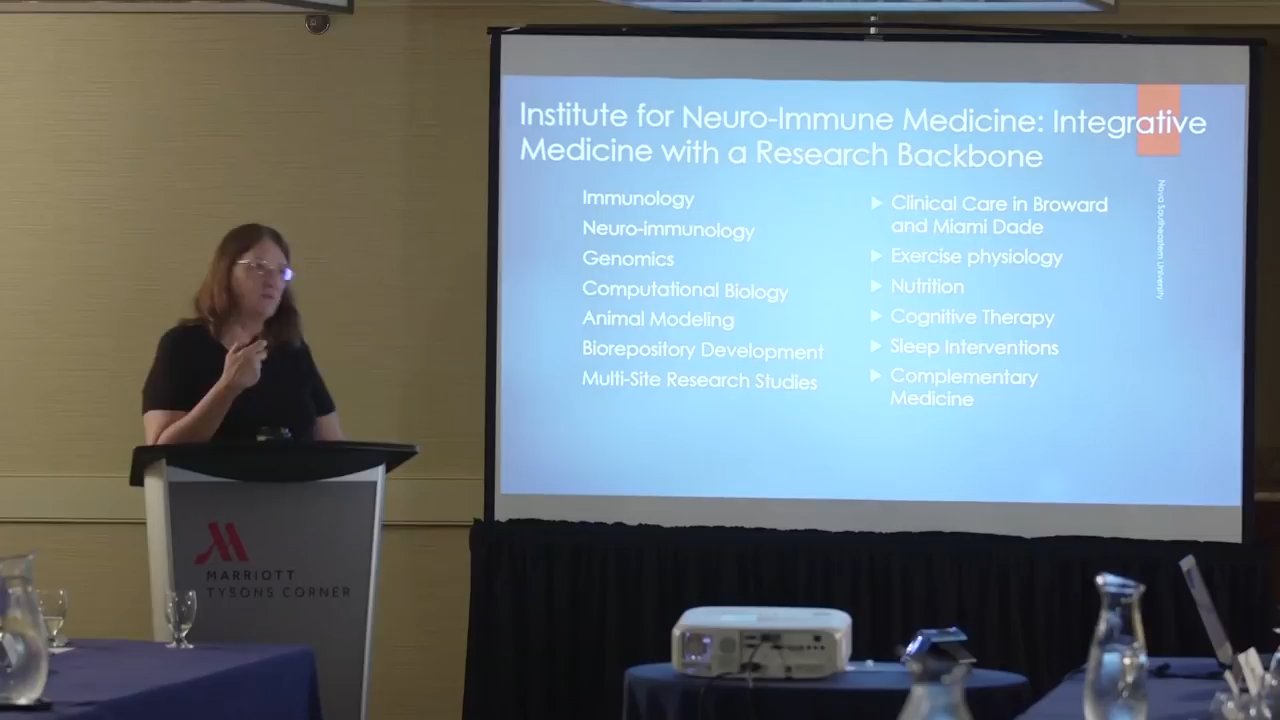 Institute for Neuro-Immune Medicine: Integrative
Medicine with a Research Backbone
Immunology
Neuro-immunology
Genomics
Computational Biology
Animal Modeling
Biorepository Development
Multi-Site Research Studies
Clinical Care in Broward
and Miami Dade
Exercise physiology
Nutrition
Cognitive Therapy
Sleep Interventions
Complementary
Medicine
Nova Southeastern University
MARRIOTT
TYSONS CORNER